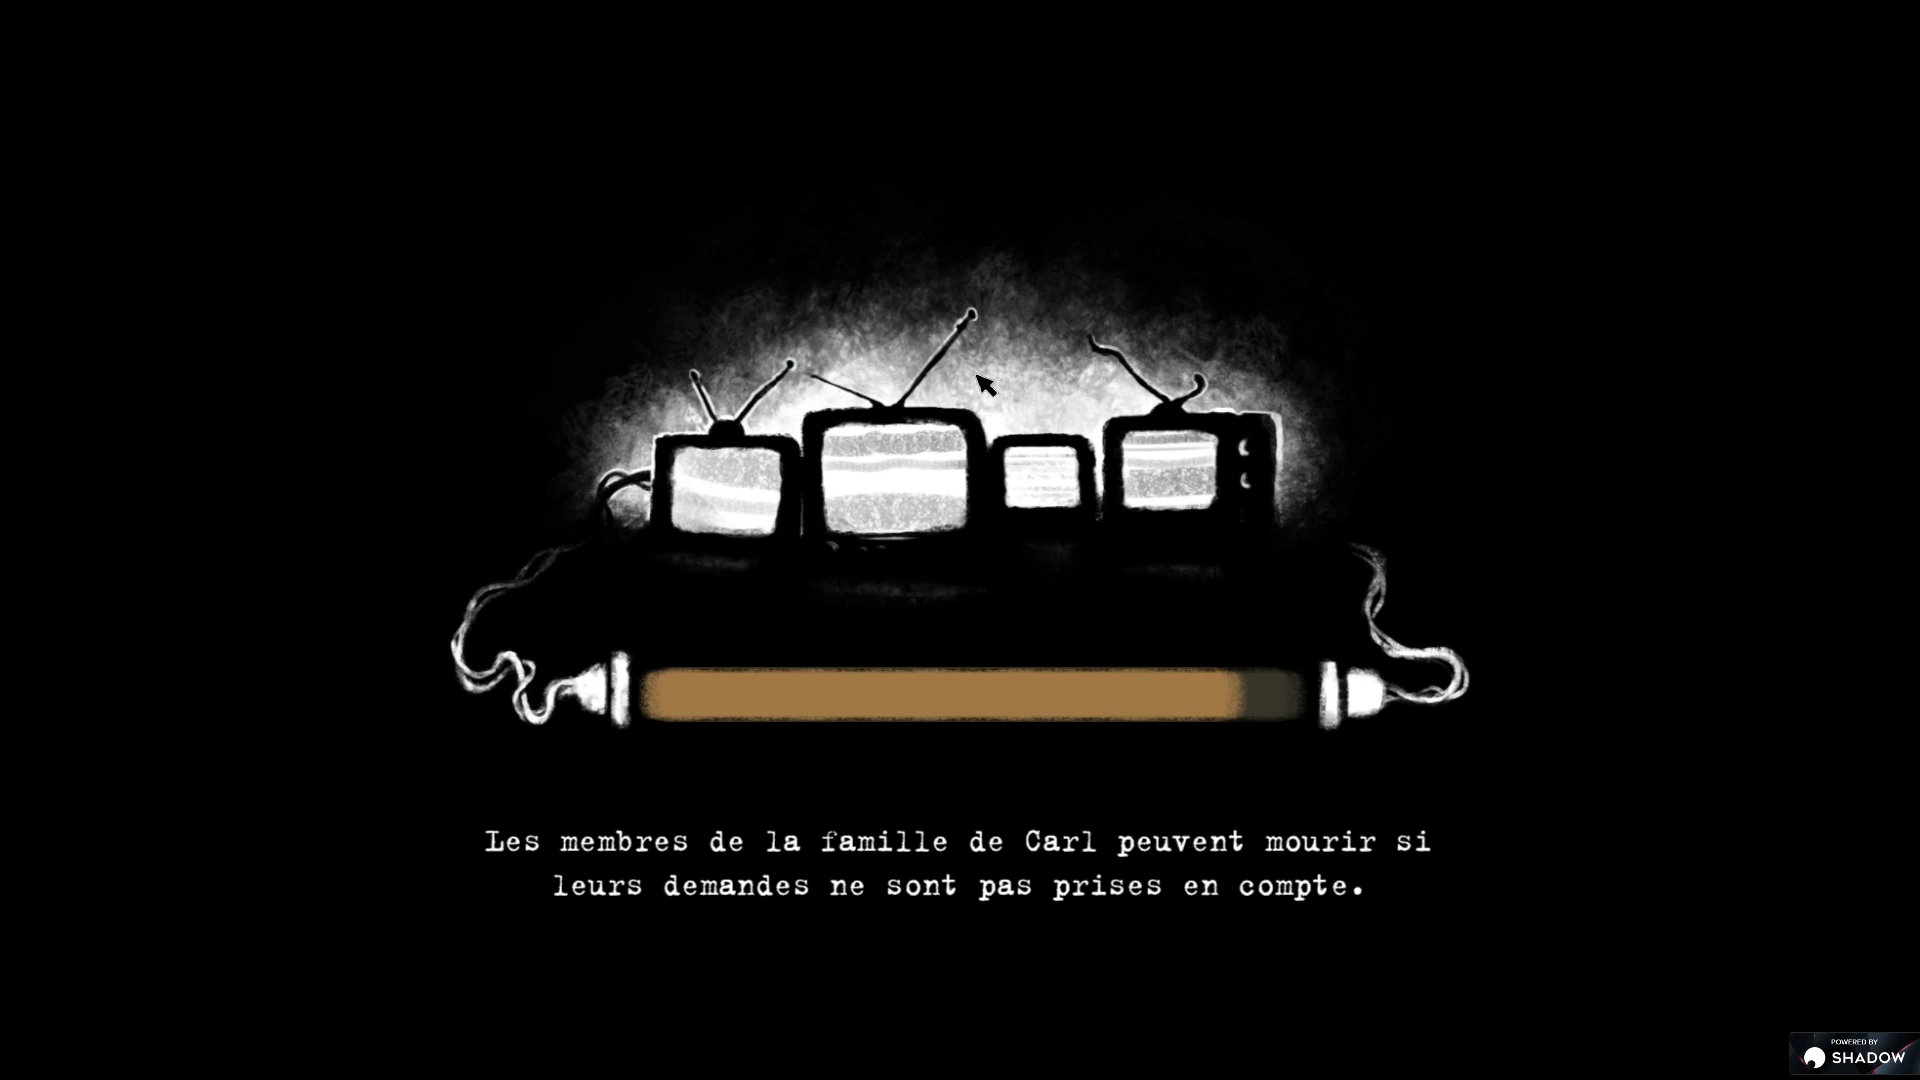 Les membres de la famille de Carl peuvent mourir si
leurs demandes ne sont pas prises en compte.
POWERED BY
SHADOW